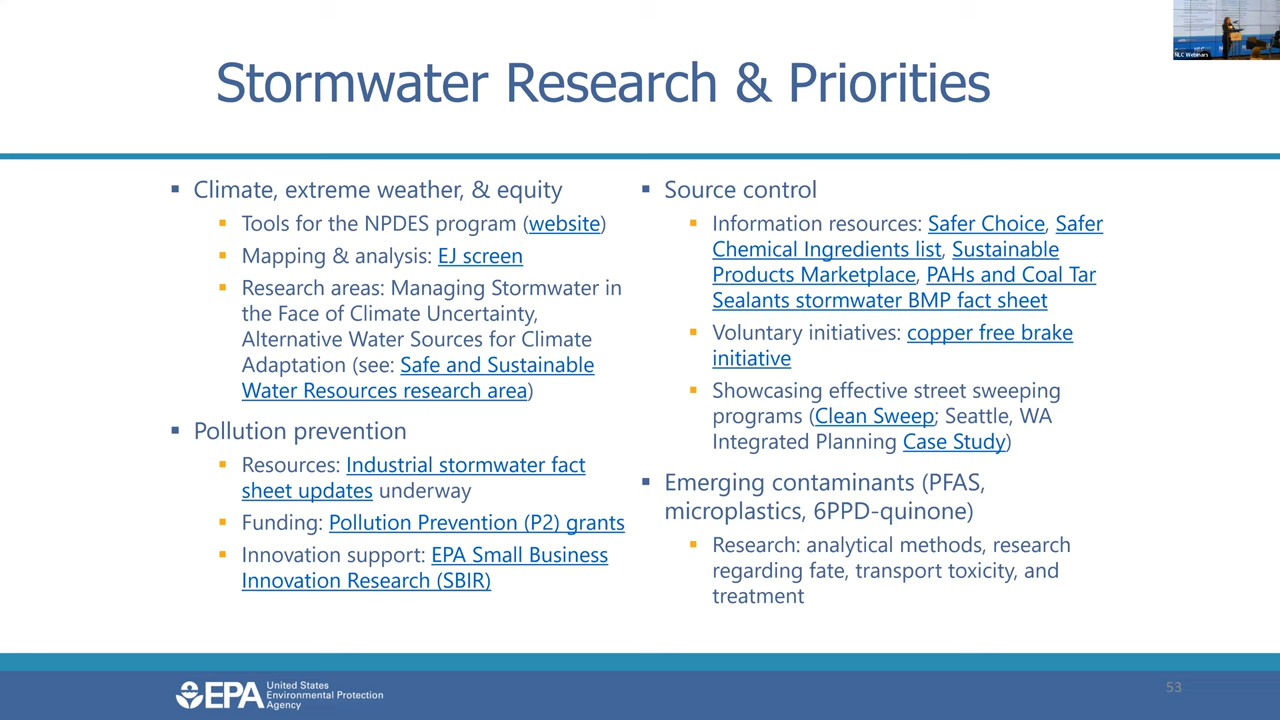 Stormwater Research & Priorities
Climate, extreme weather, & equity
Tools for the NPDES program (website)
Mapping & analysis: EJ screen
Research areas: Managing Stormwater in
the Face of Climate Uncertainty,
Alternative Water Sources for Climate
Adaptation (see: Safe and Sustainable
Water Resources research area)
Pollution prevention
Resources: Industrial stormwater fact
sheet updates underway
Funding: Pollution Prevention (P2) grants
Innovation support: EPA Small Business
Innovation Research (SBIR)
Source control
Information resources: Safer Choice, Safer
Chemical Ingredients list, Sustainable
Products Marketplace, PAHs and Coal Tar
Sealants stormwater BMP fact sheet
Voluntary initiatives: copper free brake
initiative
Showcasing effective street sweeping
programs (Clean Sweep; Seattle, WA
Integrated Planning Case Study)
Emerging contaminants (PFAS,
microplastics, 6PPD-quinone)
Research: analytical methods, research
regarding fate, transport toxicity, and
treatment
NLC Webinars
EPA
United States
Environmental Protection
Agency
53